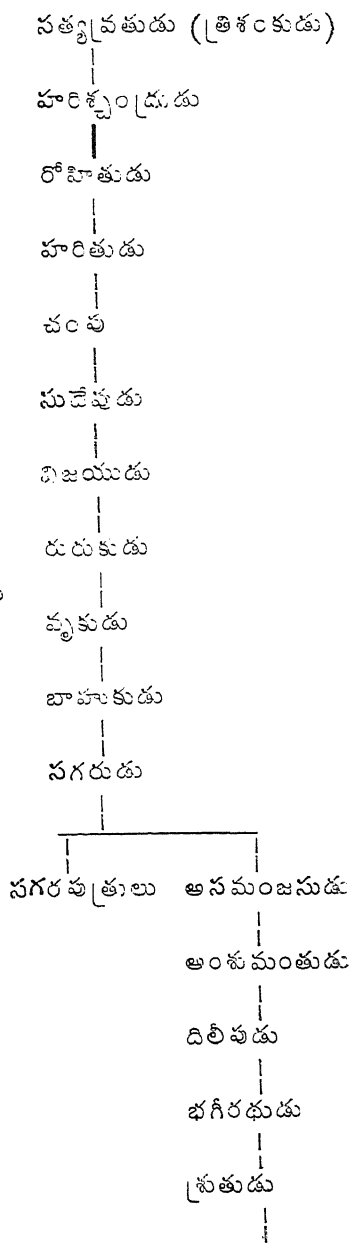 సత్యవ్రతుడు (త్రిశంకుడు)
హరిశ్చంద్రుడు
రోహితుడు
హరితుడు
చంపు
సుదేవుడు
విజయుడు
రురుకుడు
వృకుడు
బాహుకుడు
సగరుడు
సగరపుత్రులు అసమంజసుడు
అంశుమంతుడు
దిలీపుడు
భగీరథుడు
శ్రుతుడు